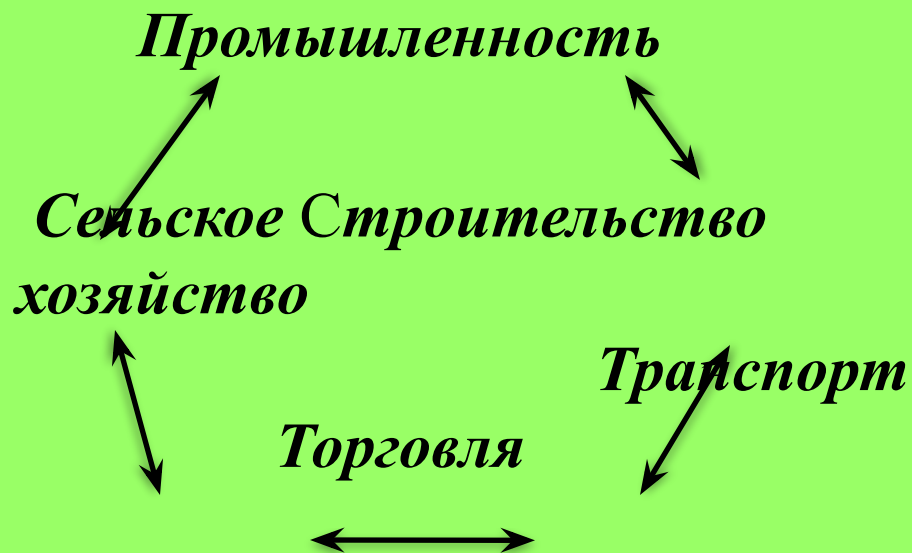 Промышленность
Сельское Строительство
хозяйство
Транспорт
Торговля